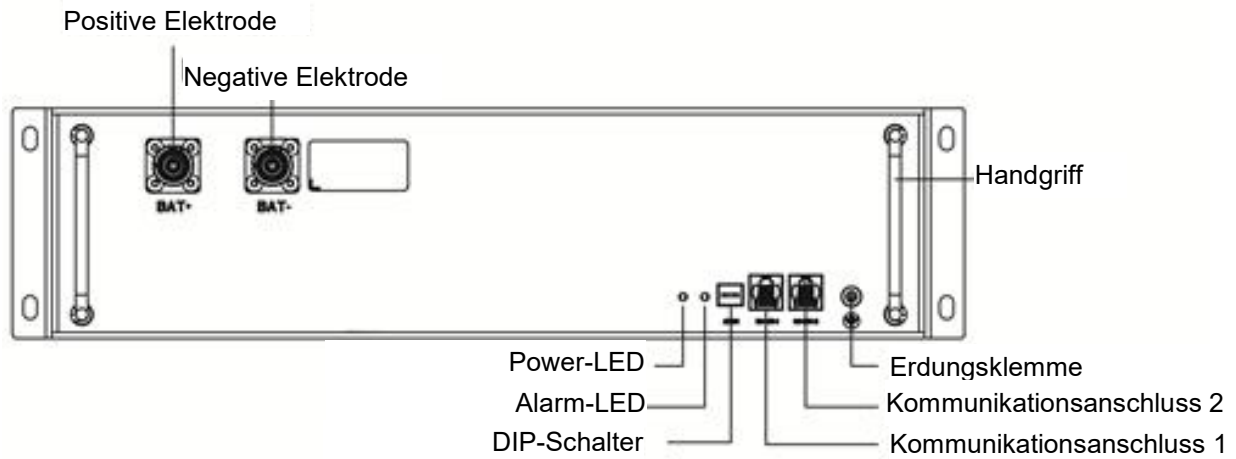 Positive Elektrode
Negative Elektrode
BAT+
BAT-
Handgriff
Power-LED
Erdungsklemme
Alarm-LED
Kommunikationsanschluss 2
DIP-Schalter
Kommunikationsanschluss 1